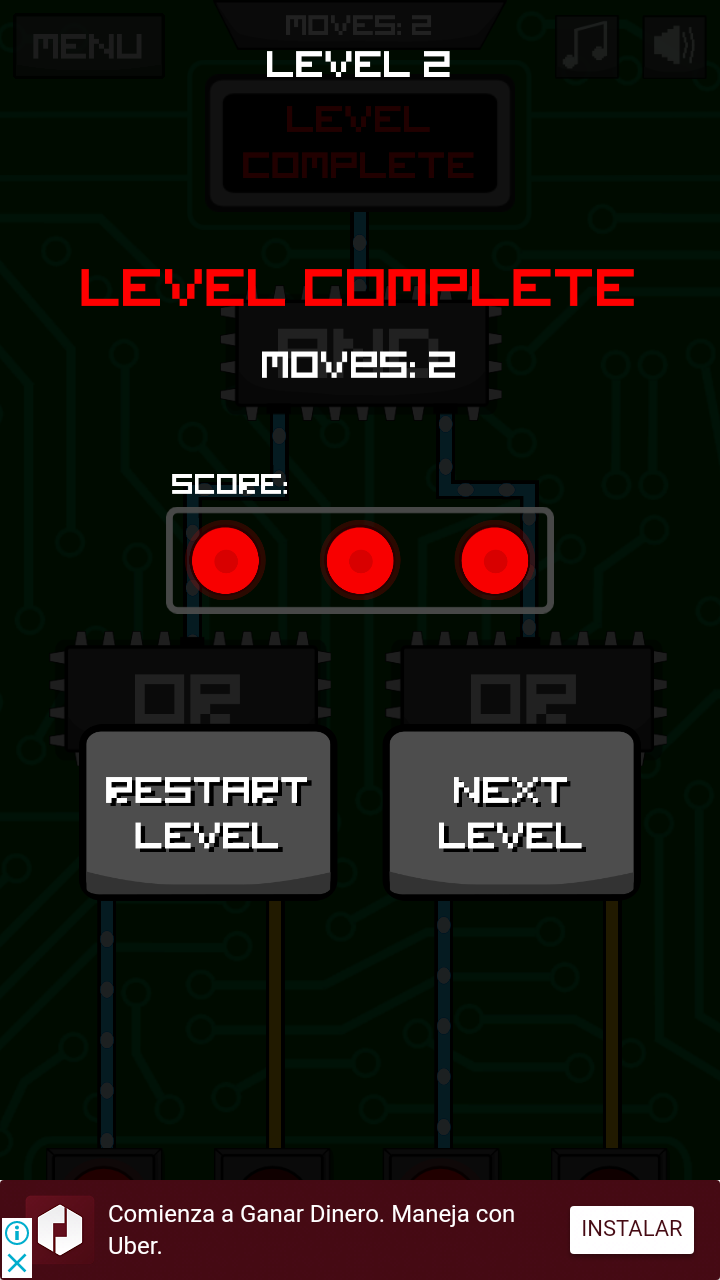 MENU
MOVES: 2
LEVEL 2
LEVEL
COMPLETE
LEVEL COMPLETE
AND
MOVES: 2
SCORE:
OR
OR
RESTART
LEVEL
NEXT
LEVEL
Comienza a Ganar Dinero. Maneja con
Uber.
INSTALAR